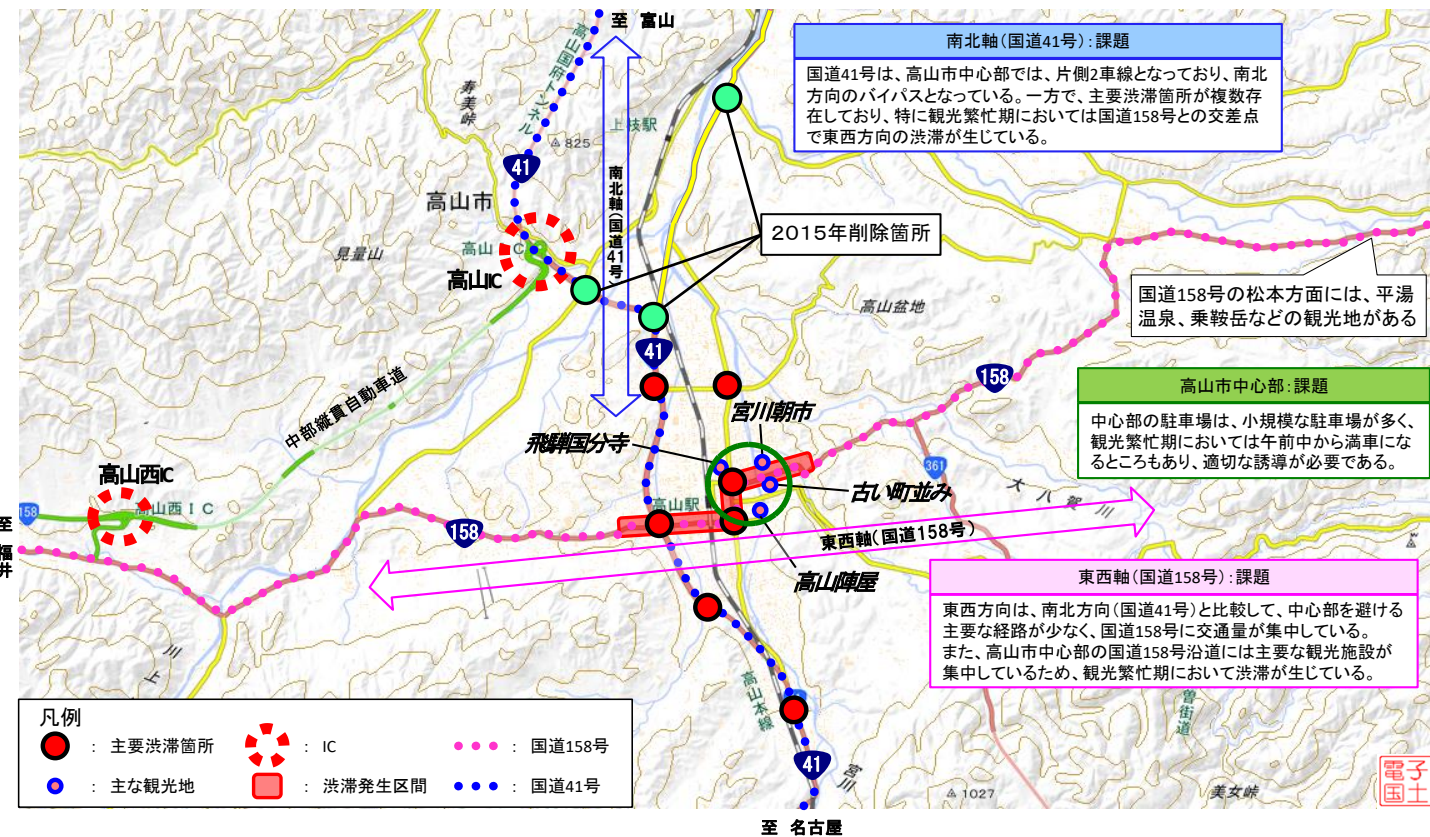 至 富山
南北軸(国道41号):課題
国道41号は、高山市中心部では、片側2車線となっており、南北
方向のバイパスとなっている。一方で、主要渋滞箇所が複数存
在しており、特に観光繁忙期においては国道158号との交差点
で東西方向の渋滞が生じている。
高山国府トンネル
寿美峠
上枝駅
825
41
南北軸(国道41号)
高山市
2015年削除箇所
見量山
高山IC
高山IC
国道158号の松本方面には、平湯
温泉、乗鞍岳などの観光地がある
高山盆地
41
158
中部縦貫自動車道
高山市中心部:課題
中心部の駐車場は、小規模な駐車場が多く、
観光繁忙期においては午前中から満車にな
るところもあり、適切な誘導が必要である。
宮川朝市
飛騨国分寺
361
高山西IC
古い町並み
大八賀川
158
高山西IC
高山駅
至 福井
158
東西軸(国道158号)
高山陣屋
東西軸(国道158号):課題
東西方向は、南北方向(国道41号)と比較して、中心部を避ける
主要な経路が少なく、国道158号に交通量が集中している。
また、高山市中心部の国道158号沿道には主要な観光施設が
集中しているため、観光繁忙期において渋滞が生じている。
川上
高山本線
曽街道
凡例
: 主要渋滞箇所
: IC
: 国道158号
: 主な観光地
: 渋滞発生区間
: 国道41号
41
宮川
1027
美女峠
電子国土
至 名古屋